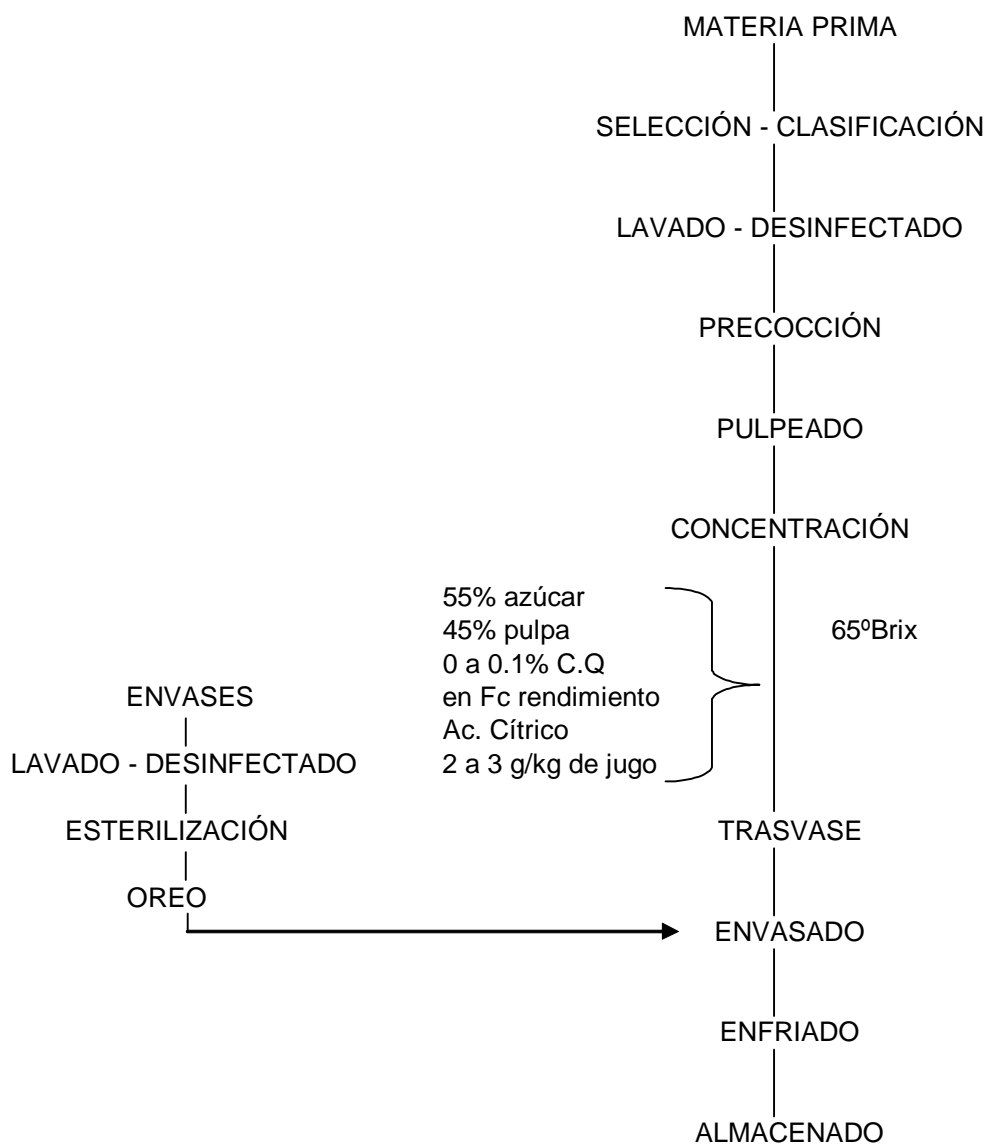 MATERIA PRIMA
SELECCIÓN - CLASIFICACIÓN
LAVADO - DESINFECTADO
PRECOCCIÓN
PULPEADO
CONCENTRACIÓN
55% azúcar
45% pulpa
0 a 0.1% C.Q
en Fc rendimiento
Ac. Cítrico
2 a 3 g/kg de jugo
65ºBrix
ENVASES
LAVADO - DESINFECTADO
ESTERILIZACIÓN
OREO
TRASVASE
ENVASADO
ENFRIADO
ALMACENADO